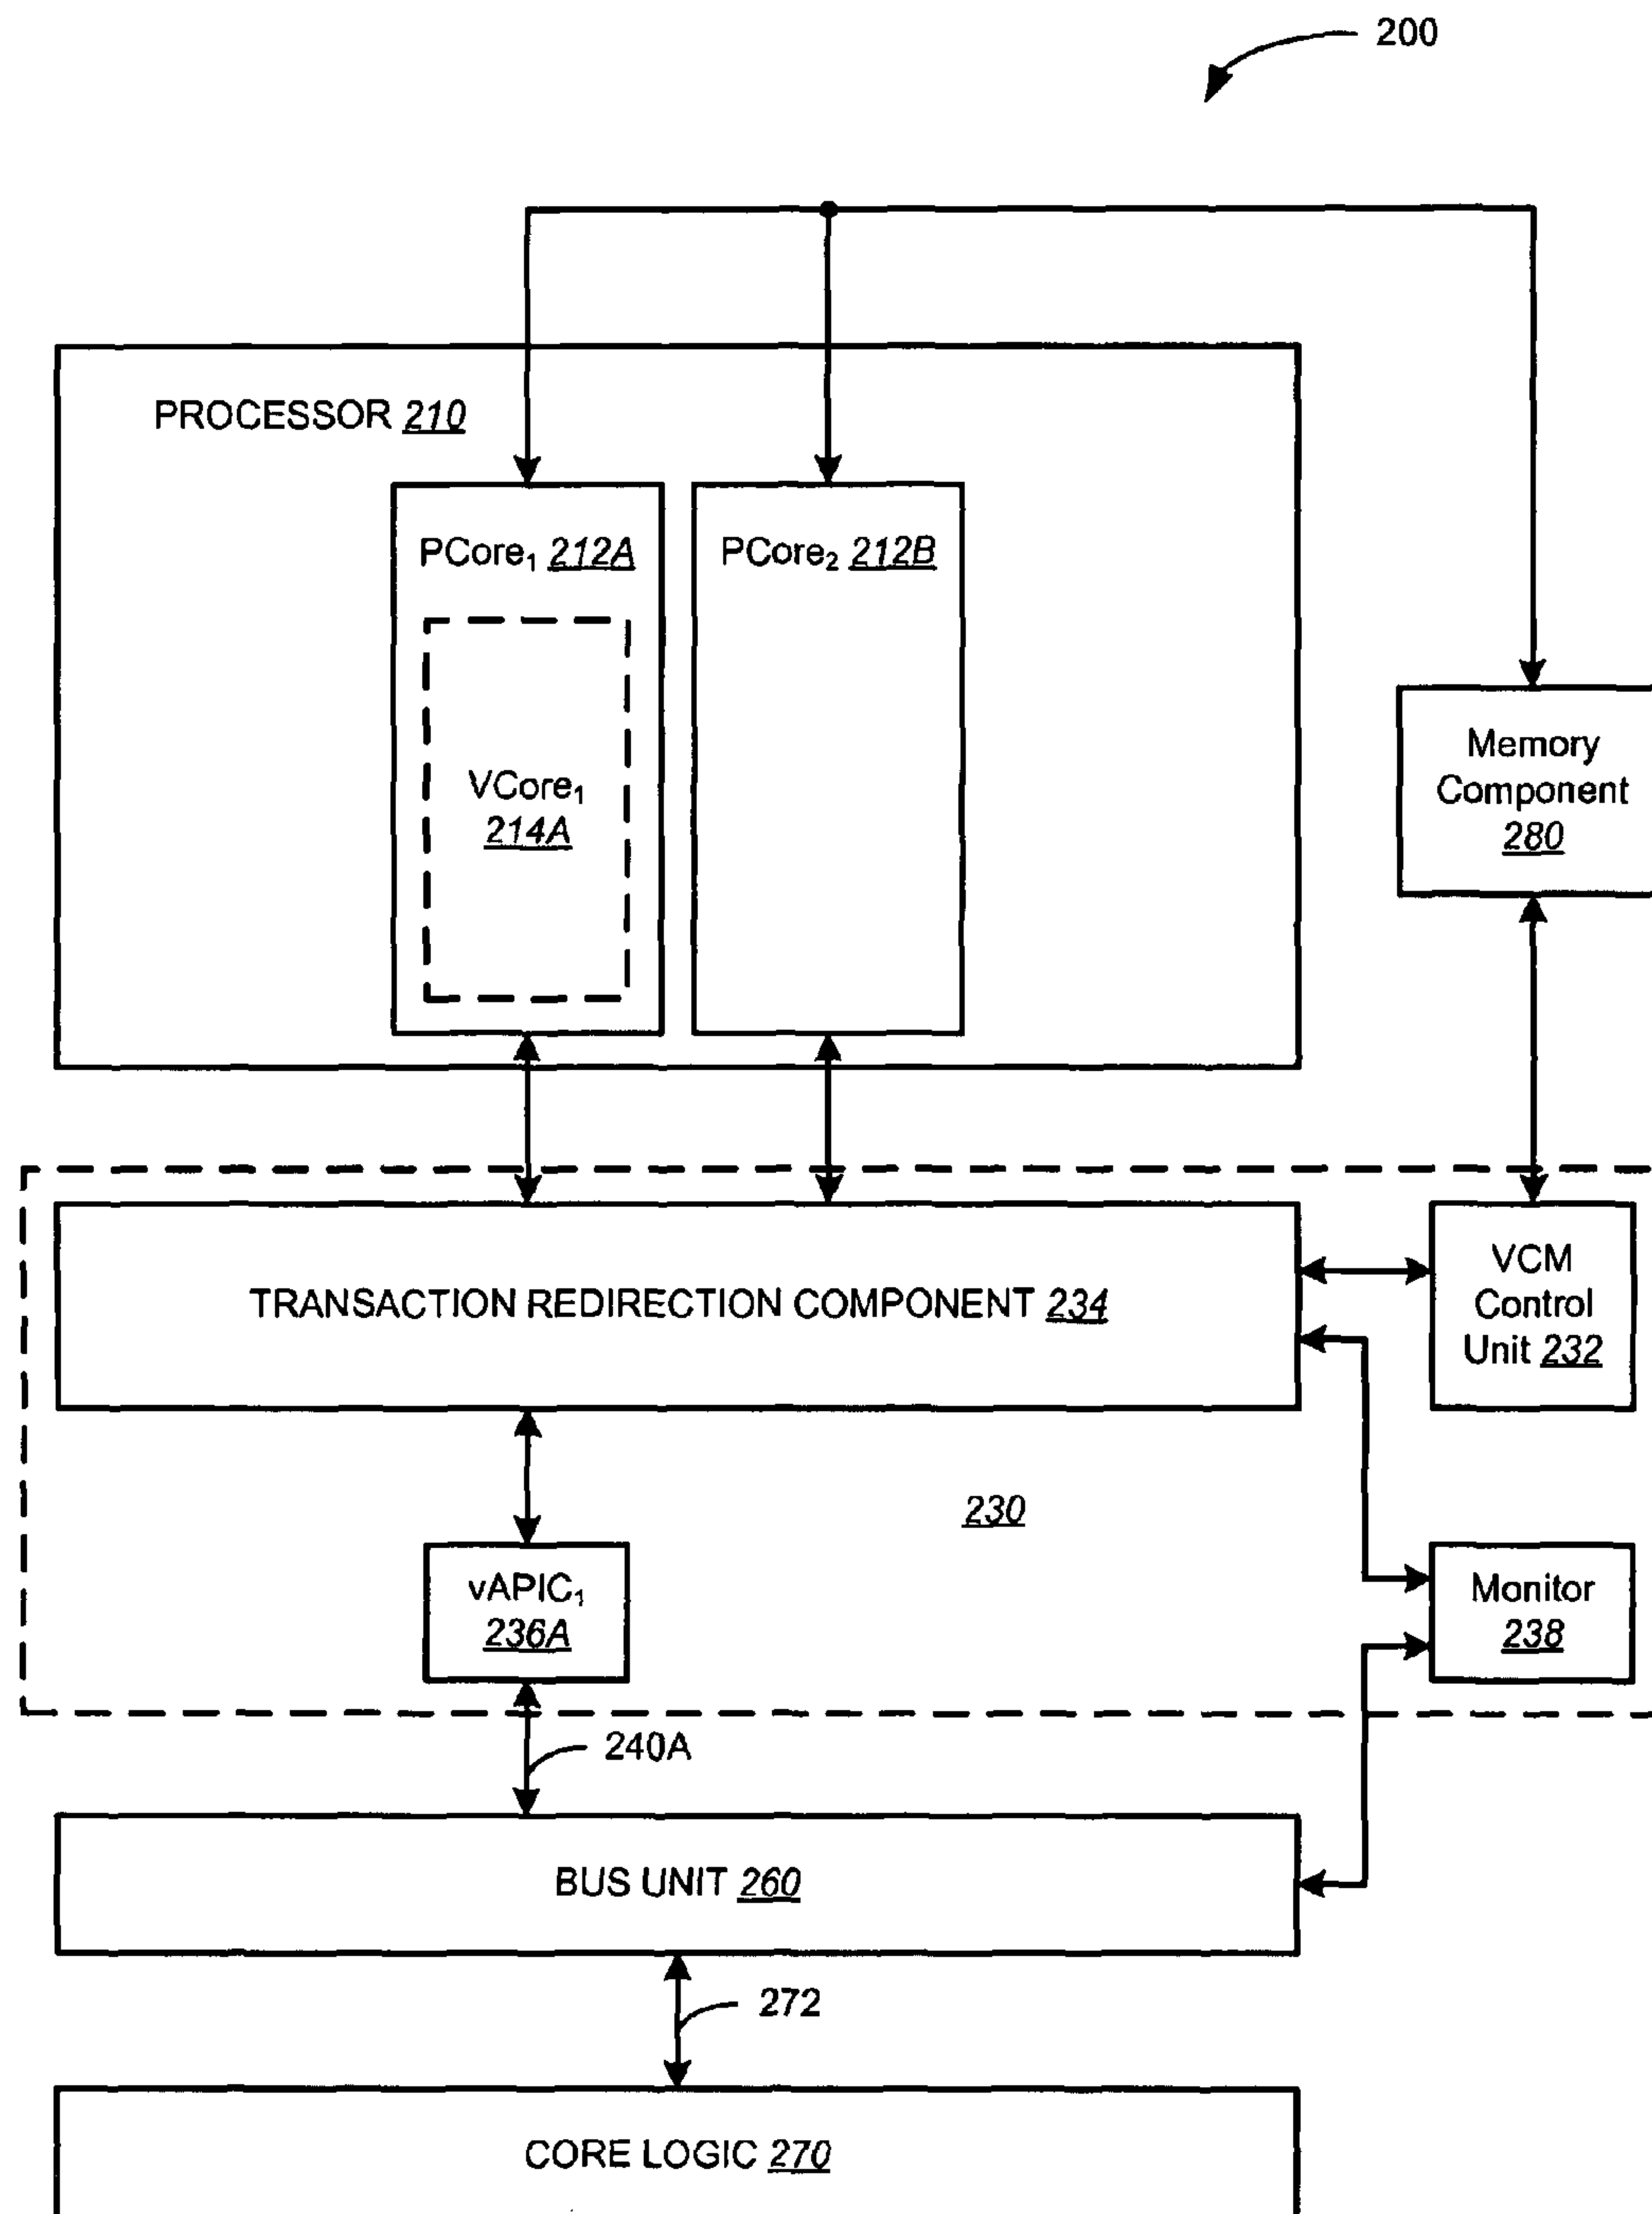 200
PROCESSOR 210
PCore₁ 212A
PCore₂ 212B
VCore₁
214A
Memory
Component
280
TRANSACTION REDIRECTION COMPONENT 234
VCM
Control
Unit 232
230
vAPIC₁
236A
Monitor
238
240A
BUS UNIT 260
272
CORE LOGIC 270